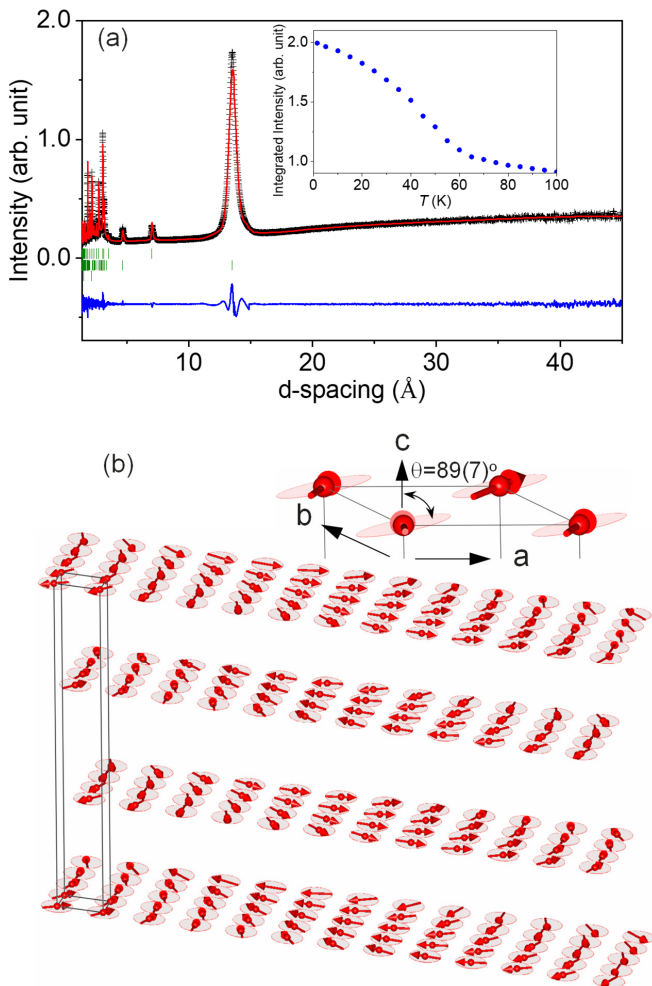 (a)
2.0
1.0
0.0
Intensity (arb. unit)
10 20 30 40
d-spacing (Å)
2.0
1.5
1.0
Integrated Intensity (arb. unit)
0 20 40 60 80 100
T (K)
(b)
c
θ=89(7)º
b
a